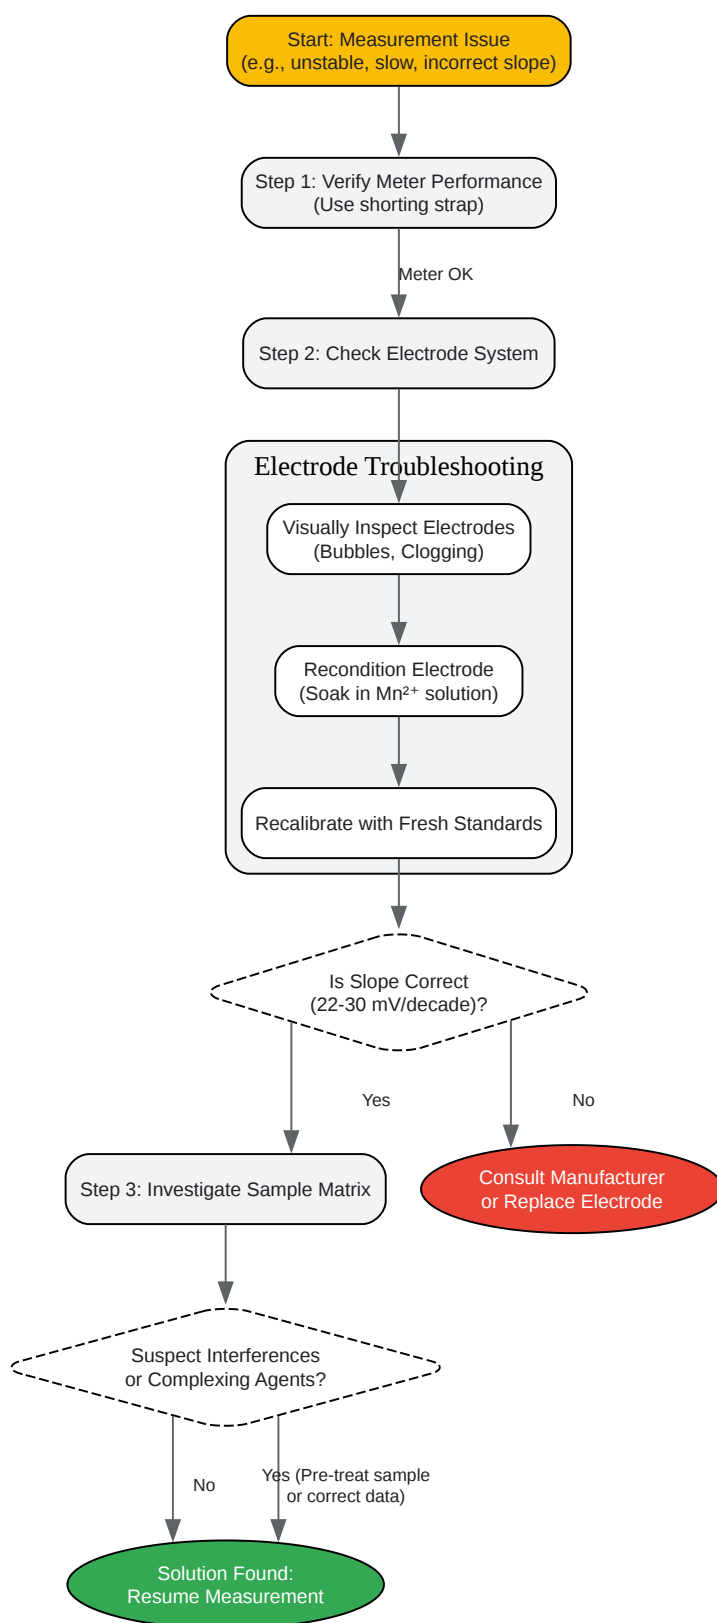 Start: Measurement Issue
(e.g., unstable, slow, incorrect slope)
Step 1: Verify Meter Performance
(Use shorting strap)
Meter OK
Step 2: Check Electrode System
Electrode Troubleshooting
Visually Inspect Electrodes
(Bubbles, Clogging)
Recondition Electrode
(Soak in Mn²⁺ solution)
Recalibrate with Fresh Standards
Is Slope Correct
(22-30 mV/decade)?
Yes
No
Step 3: Investigate Sample Matrix
Consult Manufacturer
or Replace Electrode
Suspect Interferences
or Complexing Agents?
No
Yes (Pre-treat sample
or correct data)
Solution Found:
Resume Measurement